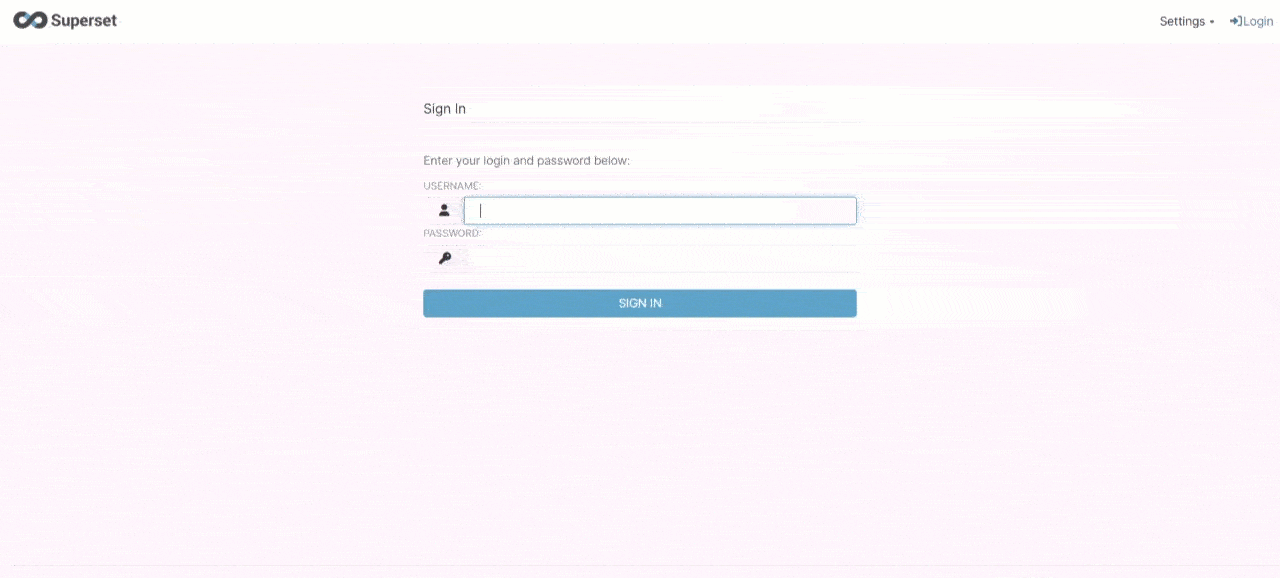 Superset
Settings
Login
Sign In
Enter your login and password below:
USERNAME:
PASSWORD:
SIGN IN